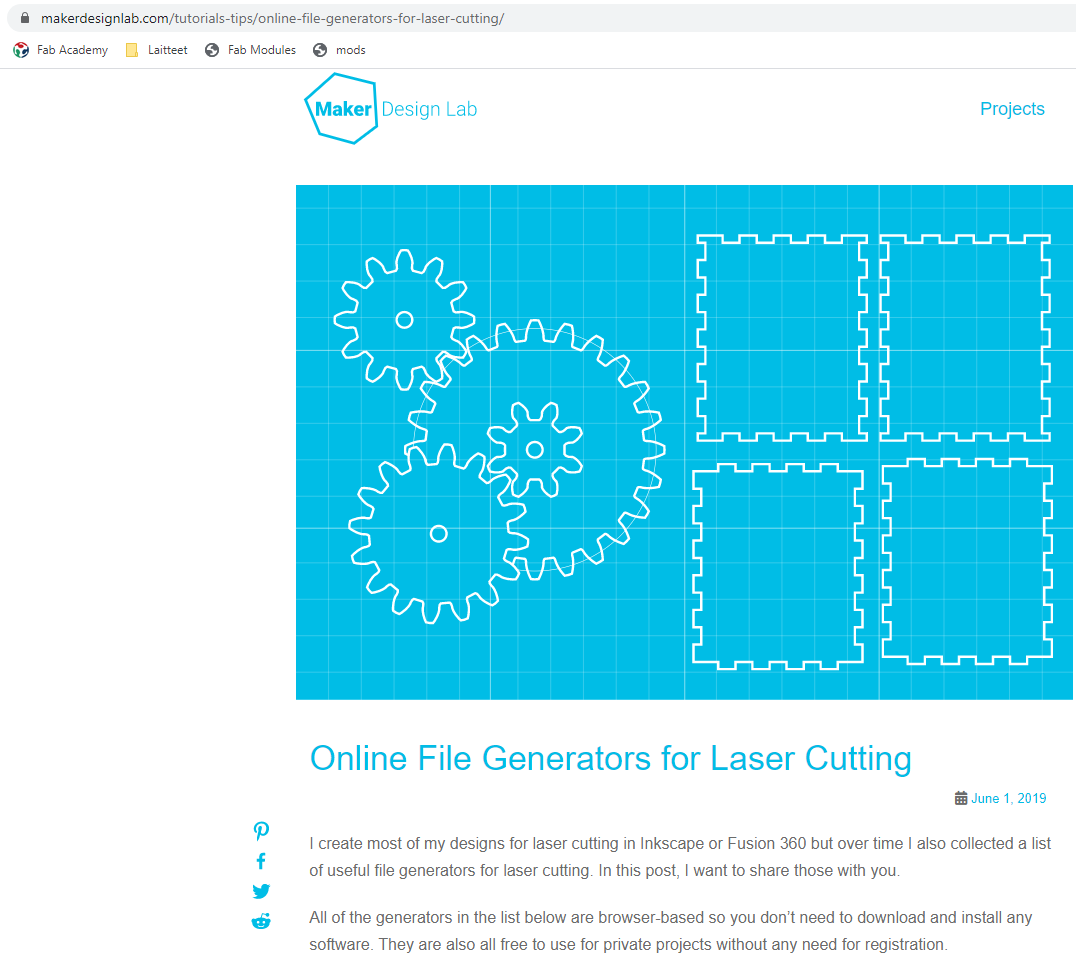 makerdesignlab.com/tutorials-tips/online-file-generators-for-laser-cutting/
Fab Academy Laitteet Fab Modules mods
Maker Design Lab
Projects
Online File Generators for Laser Cutting
June 1, 2019
I create most of my designs for laser cutting in Inkscape or Fusion 360 but over time I also collected a list
of useful file generators for laser cutting. In this post, I want to share those with you.
All of the generators in the list below are browser-based so you don’t need to download and install any
software. They are also all free to use for private projects without any need for registration.